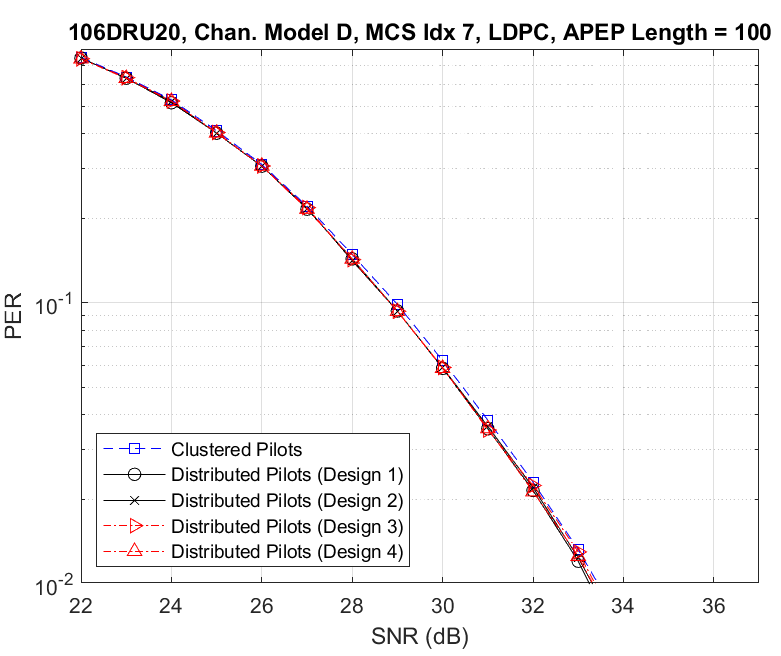 106DRU20, Chan. Model D, MCS Idx 7, LDPC, APEP Length = 100
PER
10-1
10-2
Clustered Pilots
Distributed Pilots (Design 1)
Distributed Pilots (Design 2)
Distributed Pilots (Design 3)
Distributed Pilots (Design 4)
22 24 26 28 30 32 34 36
SNR (dB)